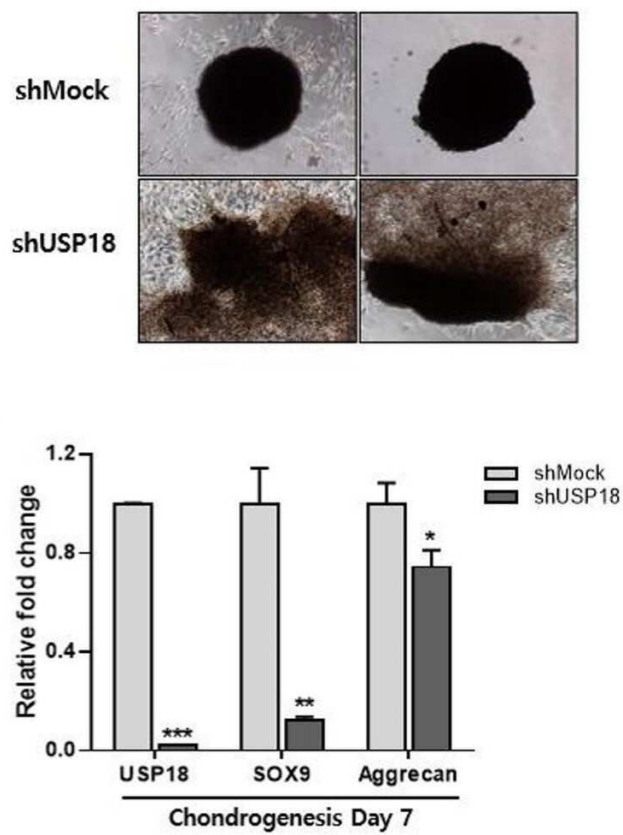 shMock
shUSP18
1.2
0.8
0.4
0.0
Relative fold change
shMock
shUSP18
***
**
*
USP18 SOX9 Aggrecan
Chondrogenesis Day 7